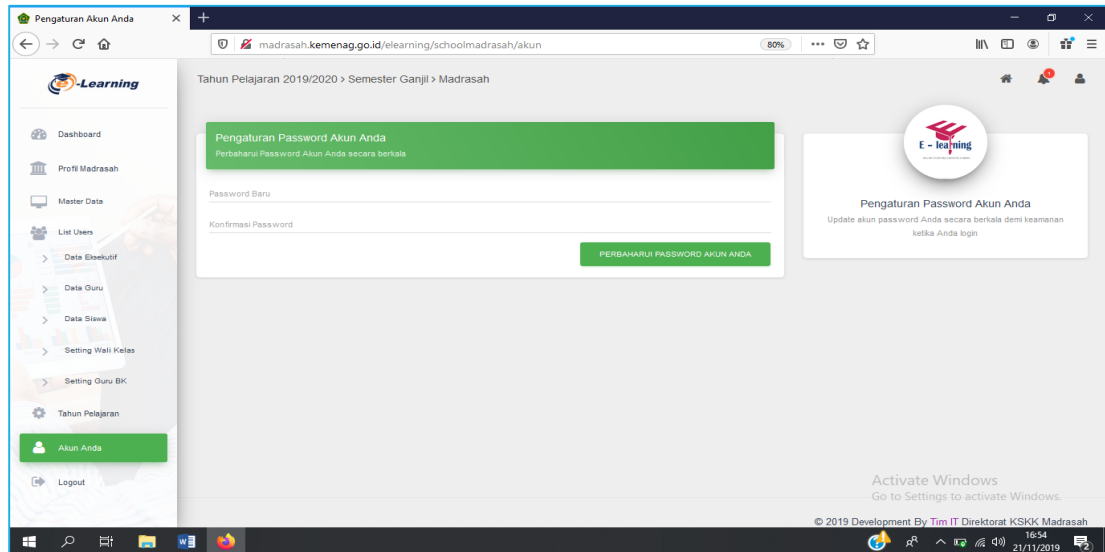 Pengaturan Akun Anda
madrasah.kemenag.go.id/elearning/schoolmadrasah/akun
80%
e-Learning
Tahun Pelajaran 2019/2020 > Semester Ganjil > Madrasah
Dashboard
Profil Madrasah
Master Data
List Users
Data Eksekutif
Data Guru
Data Siswa
Setting Wali Kelas
Setting Guru BK
Tahun Pelajaran
Akun Anda
Logout
Pengaturan Password Akun Anda
Perbaharui Password Akun Anda secara berkala
Password Baru
Konfirmasi Password
PERBAHARUI PASSWORD AKUN ANDA
E - learning
Pengaturan Password Akun Anda
Update akun password Anda secara berkala demi keamanan
ketika Anda login
Activate Windows
Go to Settings to activate Windows.
© 2019 Development By Tim IT Direktorat KSKK Madrasah
16:54
21/11/2019
2